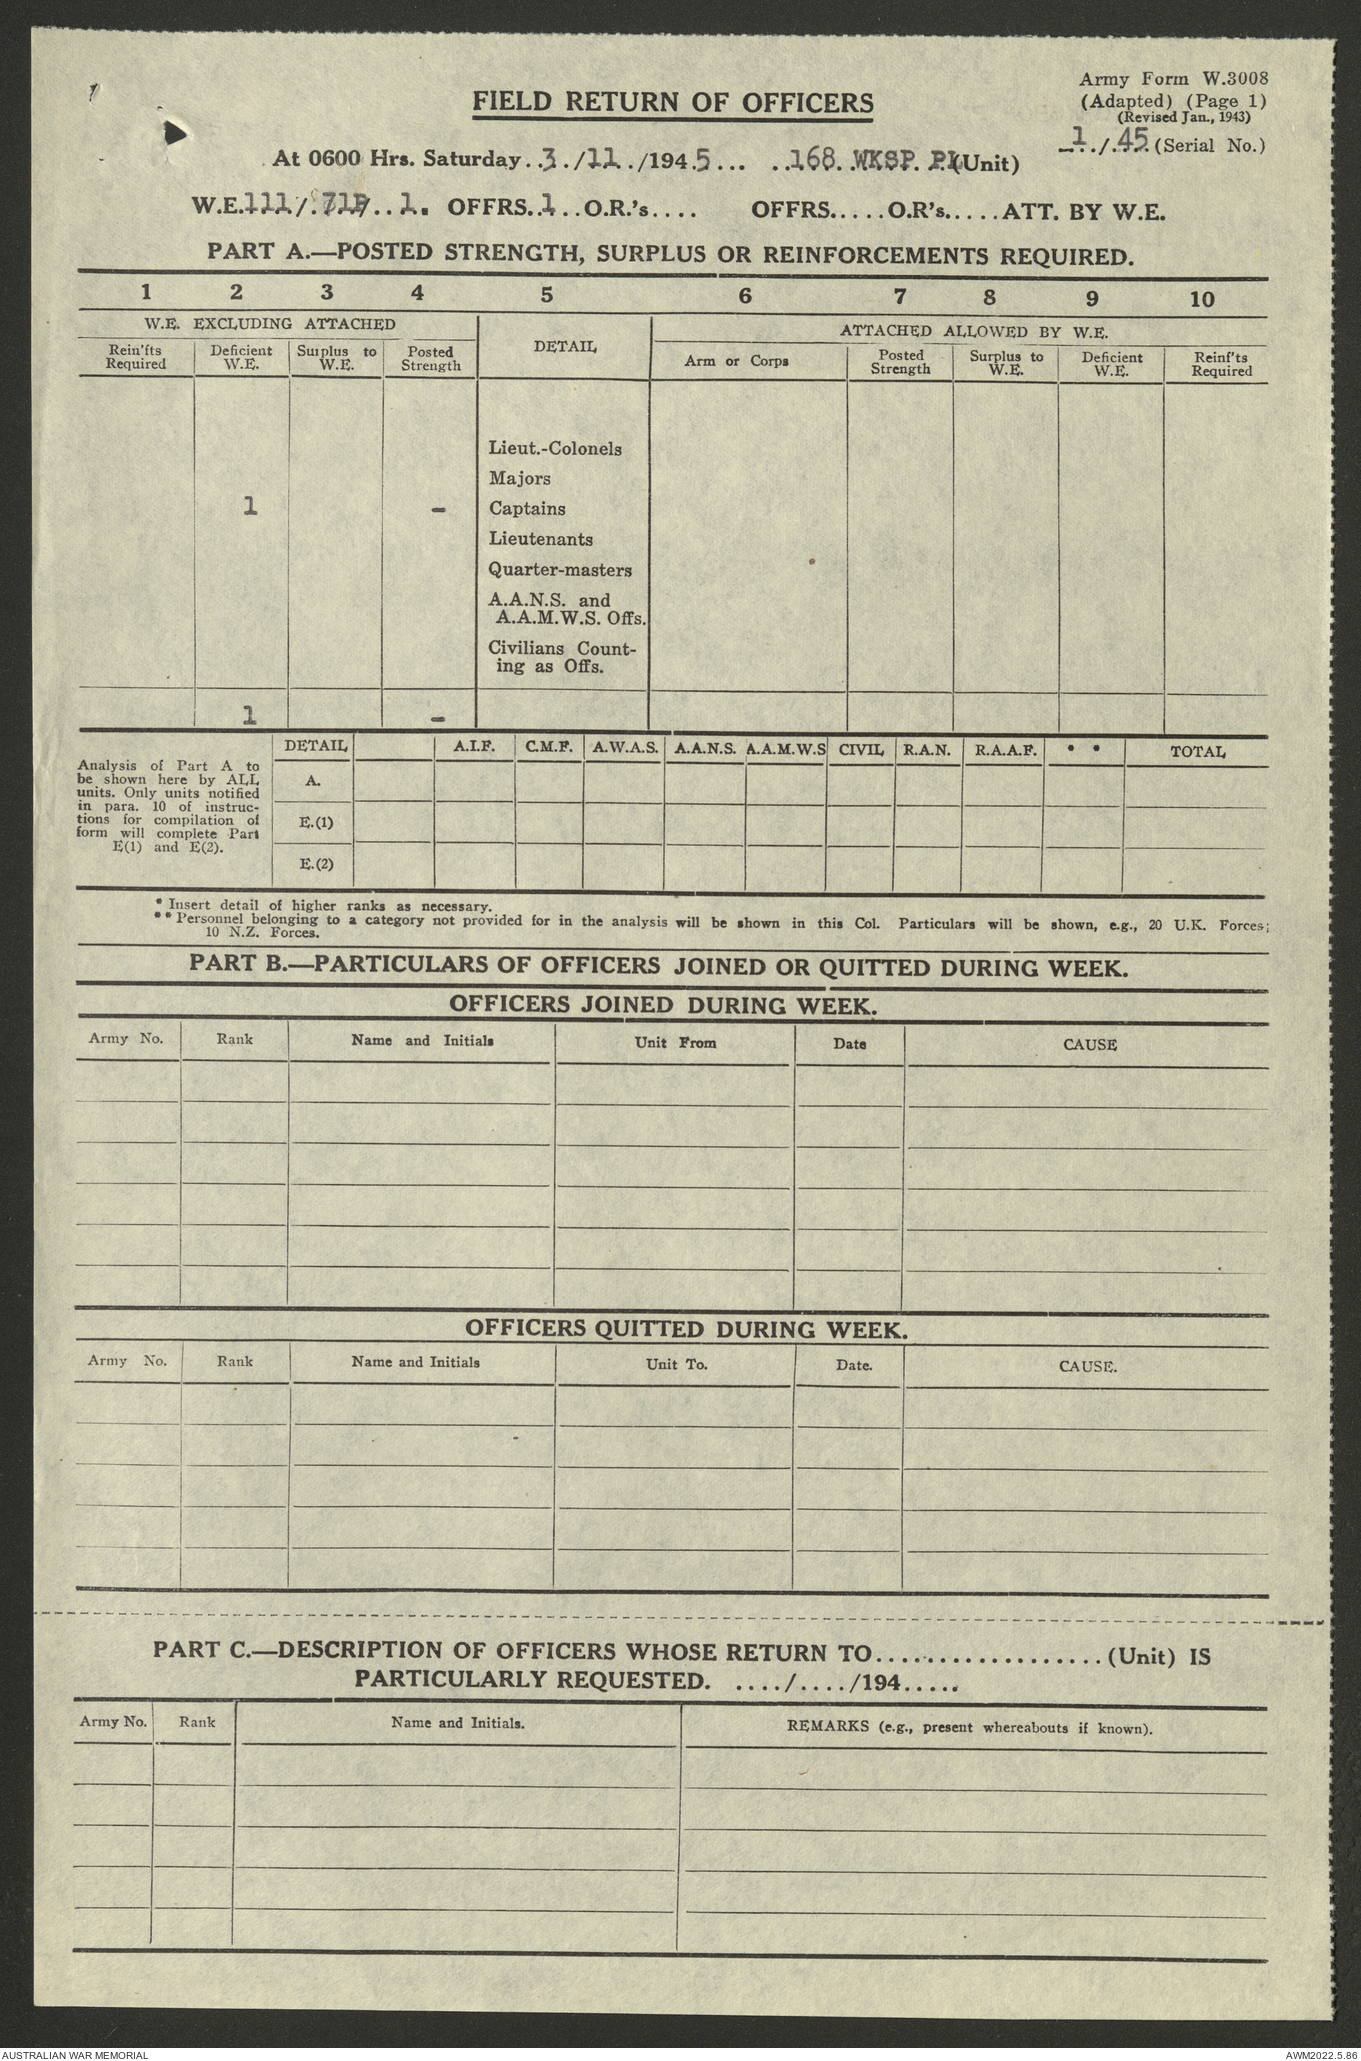 Army Form W.3008
FIELD RETURN OF OFFICERS
(Adapted) (Page 1)
(Revised Jan., 1943)
1./.45.(Serial No.)
At 0600 Hrs. Saturday..3./11../194.5... ..168. WKSP. PL(Unit)
W.E.111/. /..1. OFFRS..1..O.R.'s.... OFFRS.....O.R's.....ATT. BY W.E.
PART A.—POSTED STRENGTH, SURPLUS OR REINFORCEMENTS REQUIRED.
1 2 3 4 5 6 7 8 9 10
W.E. EXCLUDING ATTACHED
DETAIL
ATTACHED ALLOWED BY W.E.
Rein'fts Required
Deficient W.E.
Surplus to W.E.
Posted Strength
Arm or Corps
Posted Strength
Surplus to W.E.
Deficient W.E.
Reinf'ts Required
Lieut.-Colonels
Majors
1 - Captains
Lieutenants
Quarter-masters
A.A.N.S. and
A.A.M.W.S. Offs.
Civilians Count-
ing as Offs.
1 -
DETAIL A.I.F. C.M.F. A.W.A.S. A.A.N.S. A.A.M.W.S CIVIL R.A.N. R.A.A.F. * * TOTAL
Analysis of Part A to
be shown here by ALL
units. Only units notified
in para. 10 of instruc-
tions for compilation of
form will complete Part
E(1) and E(2).
A.
E.(1)
E.(2)
* Insert detail of higher ranks as necessary.
** Personnel belonging to a category not provided for in the analysis will be shown in this Col. Particulars will be shown, e.g., 20 U.K. Forces;
10 N.Z. Forces.
PART B.—PARTICULARS OF OFFICERS JOINED OR QUITTED DURING WEEK.
OFFICERS JOINED DURING WEEK.
Army No. Rank Name and Initials Unit From Date CAUSE
OFFICERS QUITTED DURING WEEK.
Army No. Rank Name and Initials Unit To. Date. CAUSE.
PART C.—DESCRIPTION OF OFFICERS WHOSE RETURN TO...................(Unit) IS
PARTICULARLY REQUESTED. ..../..../194.....
Army No. Rank Name and Initials. REMARKS (e.g., present whereabouts if known).
AUSTRALIAN WAR MEMORIAL
AWM2022.5.86